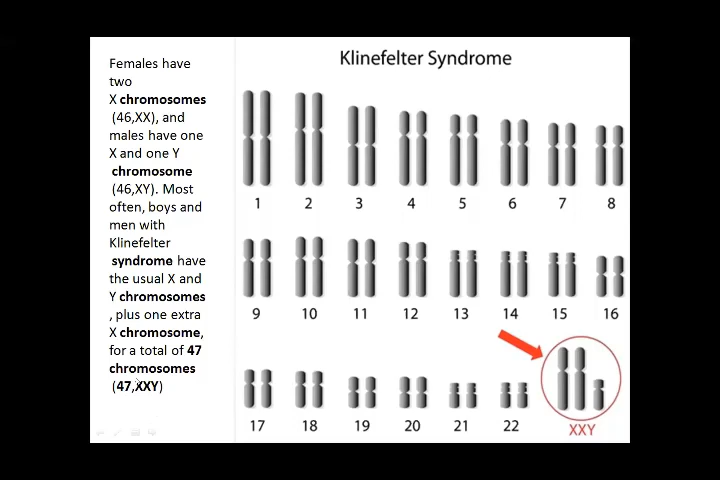 Klinefelter Syndrome
Females have
two
X chromosomes
(46,XX), and
males have one
X and one Y
chromosome
(46,XY). Most
often, boys and
men with
Klinefelter
syndrome have
the usual X and
Y chromosomes
, plus one extra
X chromosome,
for a total of 47
chromosomes
(47,XXY)
1 2 3 4 5 6 7 8
9 10 11 12 13 14 15 16
17 18 19 20 21 22 XXY